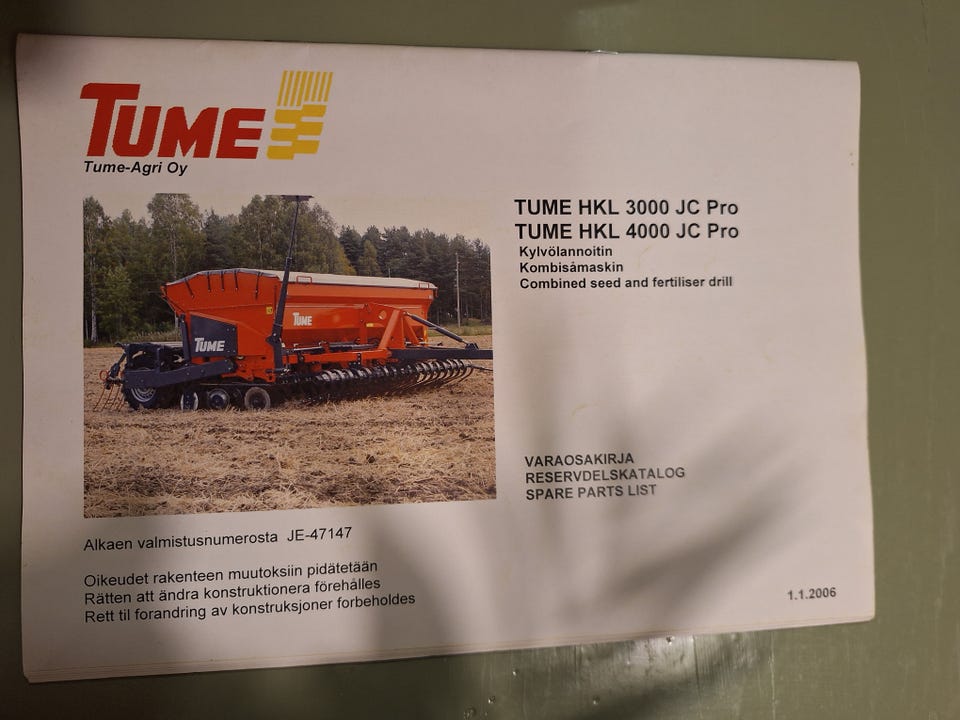 TUME
Tume-Agri Oy
TUME HKL 3000 JC Pro
TUME HKL 4000 JC Pro
Kylvölannoitin
Kombisåmaskin
Combined seed and fertiliser drill
TUME
TUME
VARAOSAKIRJA
RESERVDELSKATALOG
SPARE PARTS LIST
Alkaen valmistusnumerosta JE-47147
Oikeudet rakenteen muutoksiin pidätetään
Rätten att ändra konstruktionera förehålles
Rett til forandring av konstruksjoner forbeholdes
1.1.2006